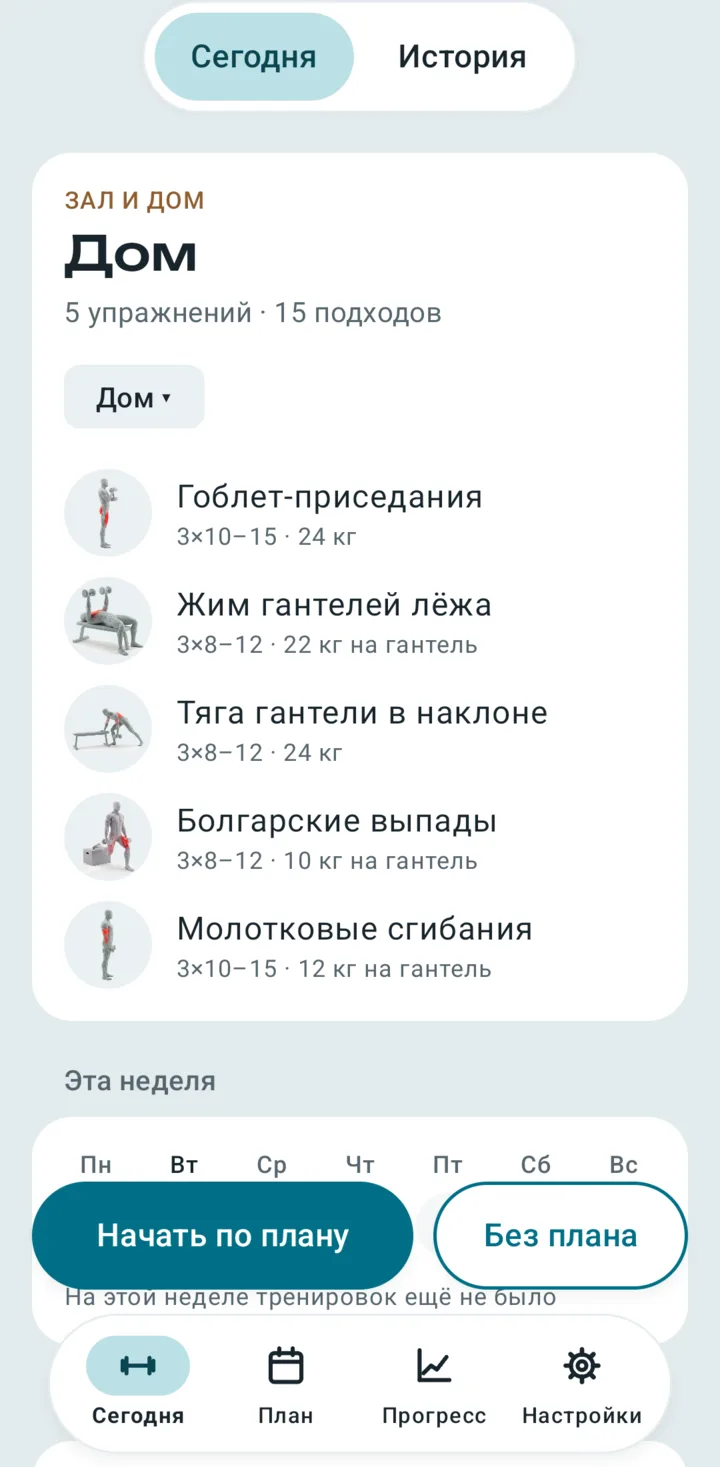 Сегодня История
ЗАЛ И ДОМ
Дом
5 упражнений · 15 подходов
Дом ▾
Гоблет-приседания
3×10–15 · 24 кг
Жим гантелей лёжа
3×8–12 · 22 кг на гантель
Тяга гантели в наклоне
3×8–12 · 24 кг
Болгарские выпады
3×8–12 · 10 кг на гантель
Молотковые сгибания
3×10–15 · 12 кг на гантель
Эта неделя
Пн Вт Ср Чт Пт Сб Вс
Начать по плану Без плана
На этой неделе тренировок ещё не было
Сегодня План Прогресс Настройки